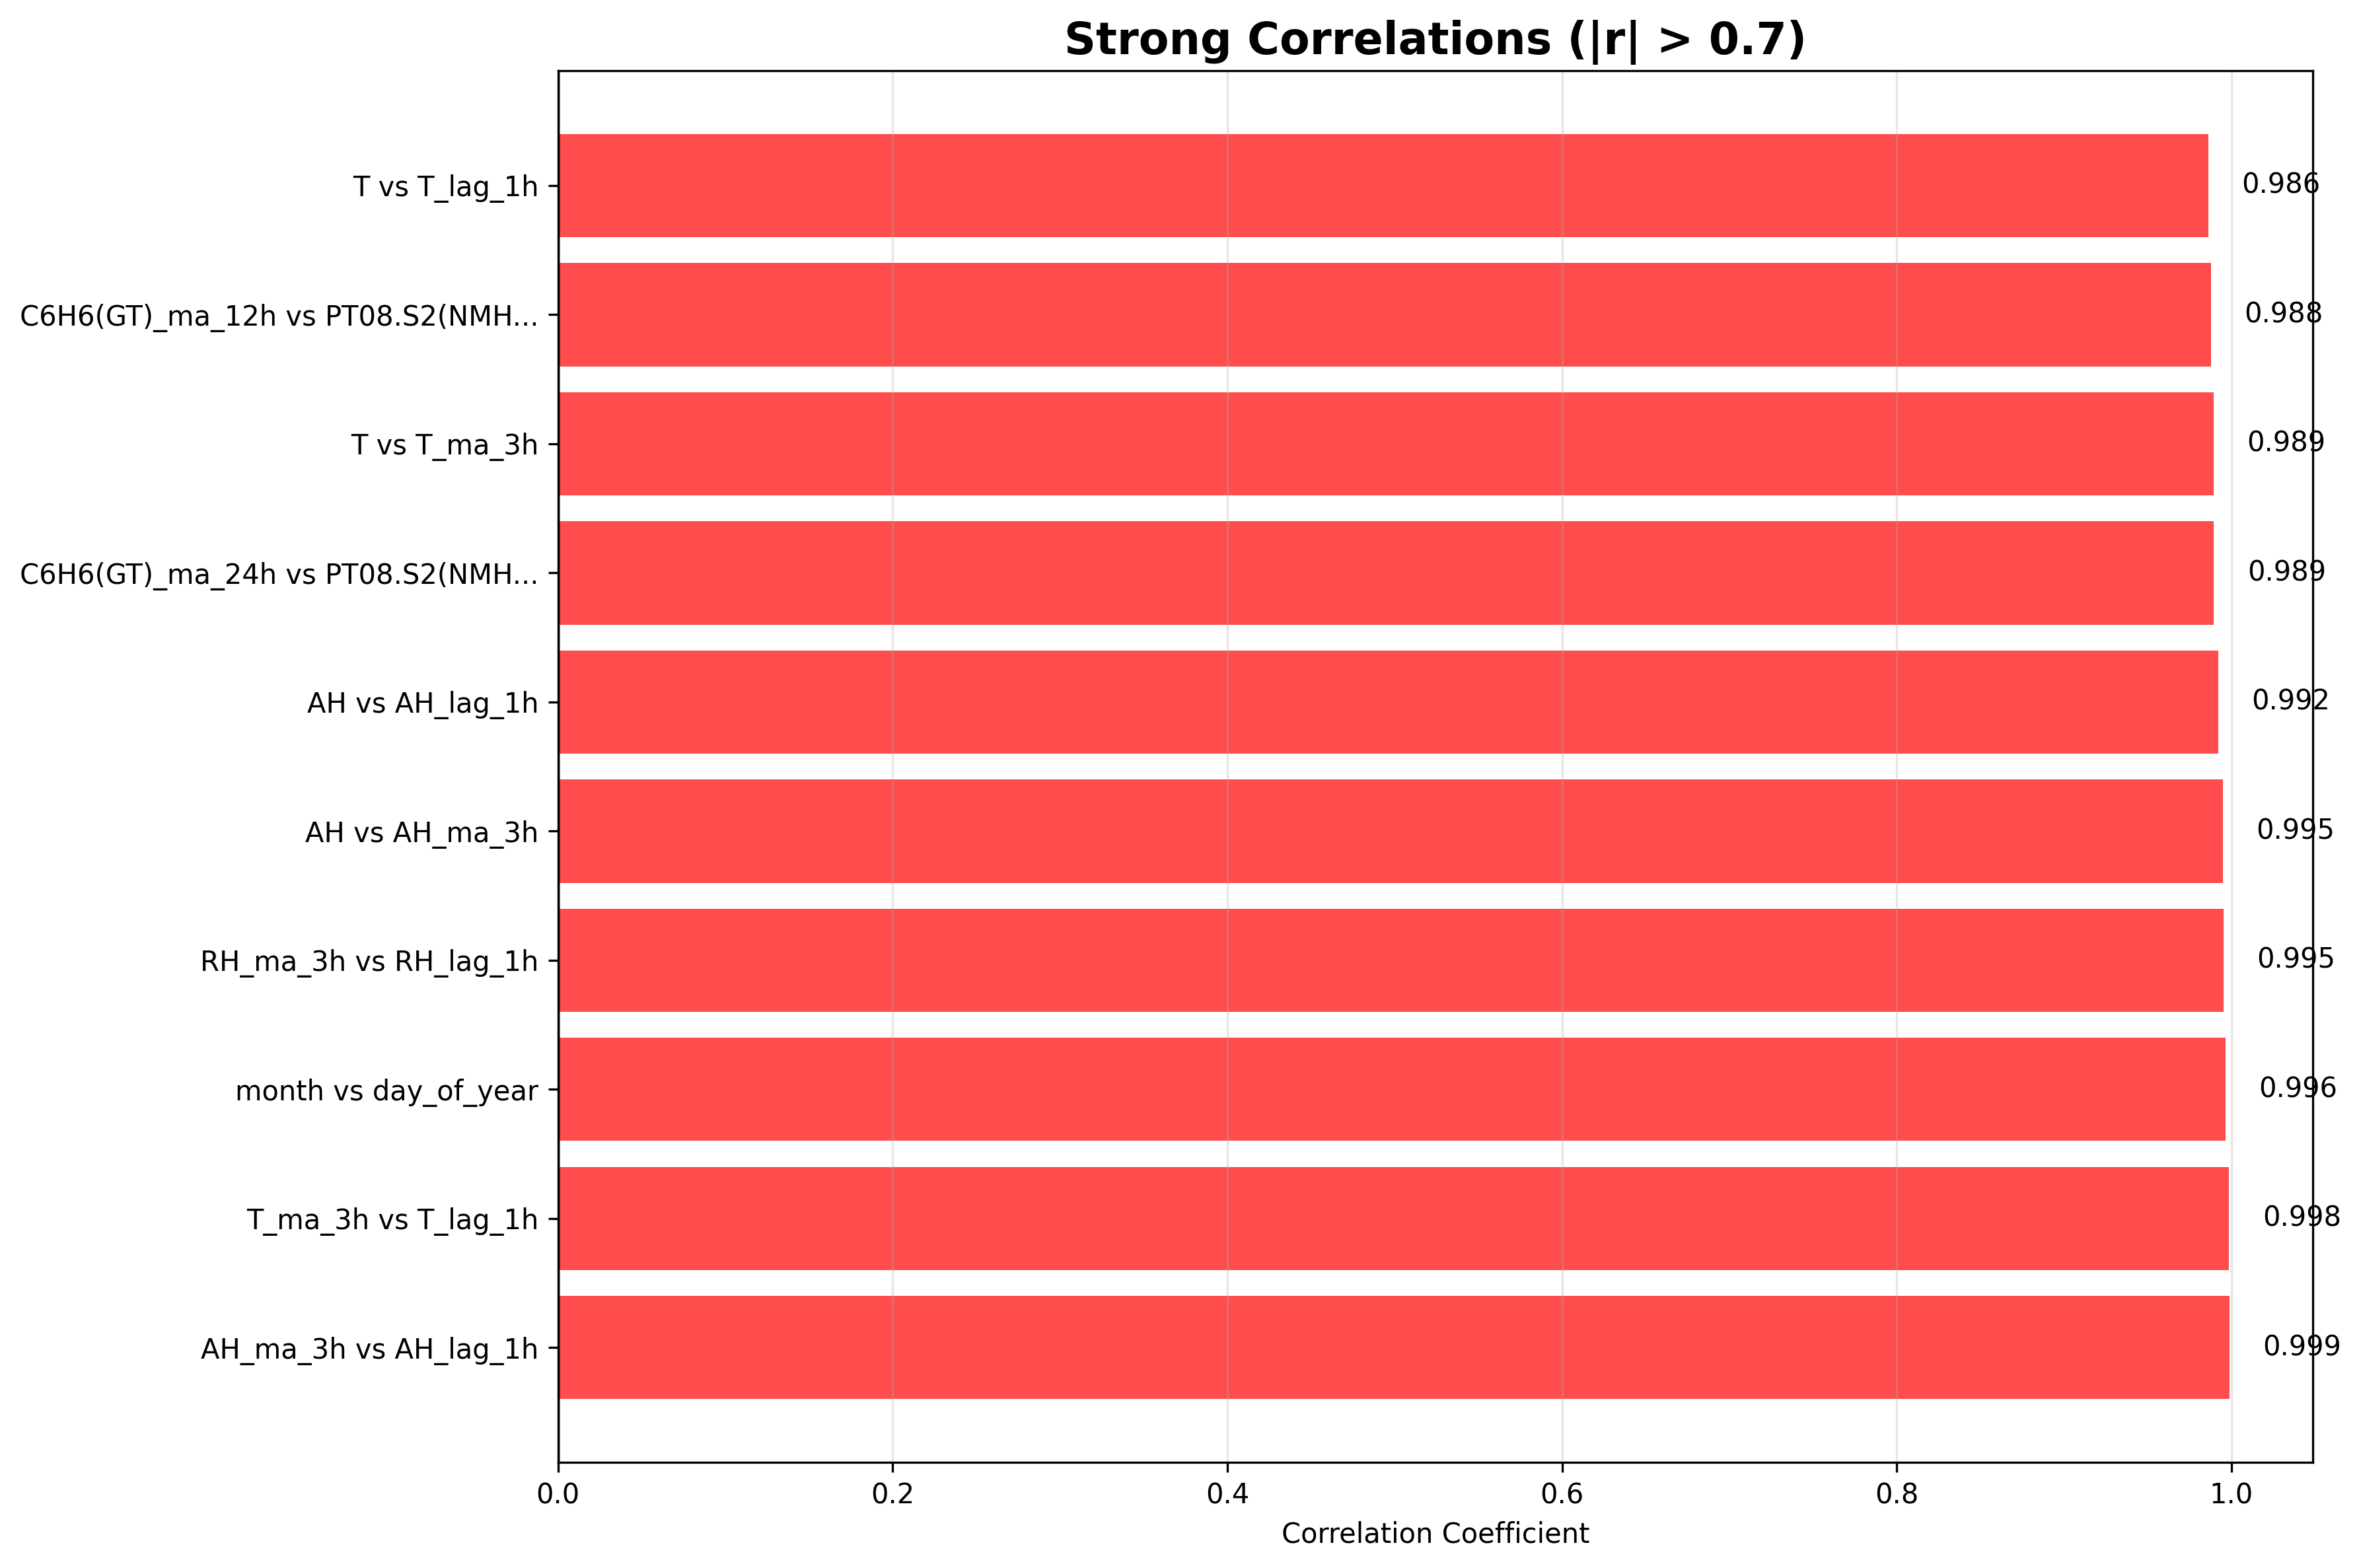 Strong Correlations (|r| > 0.7)
T vs T_lag_1h
0.986
C6H6(GT)_ma_12h vs PT08.S2(NMH...
0.988
T vs T_ma_3h
0.989
C6H6(GT)_ma_24h vs PT08.S2(NMH...
0.989
AH vs AH_lag_1h
0.992
AH vs AH_ma_3h
0.995
RH_ma_3h vs RH_lag_1h
0.995
month vs day_of_year
0.996
T_ma_3h vs T_lag_1h
0.998
AH_ma_3h vs AH_lag_1h
0.999
0.0 0.2 0.4 0.6 0.8 1.0
Correlation Coefficient